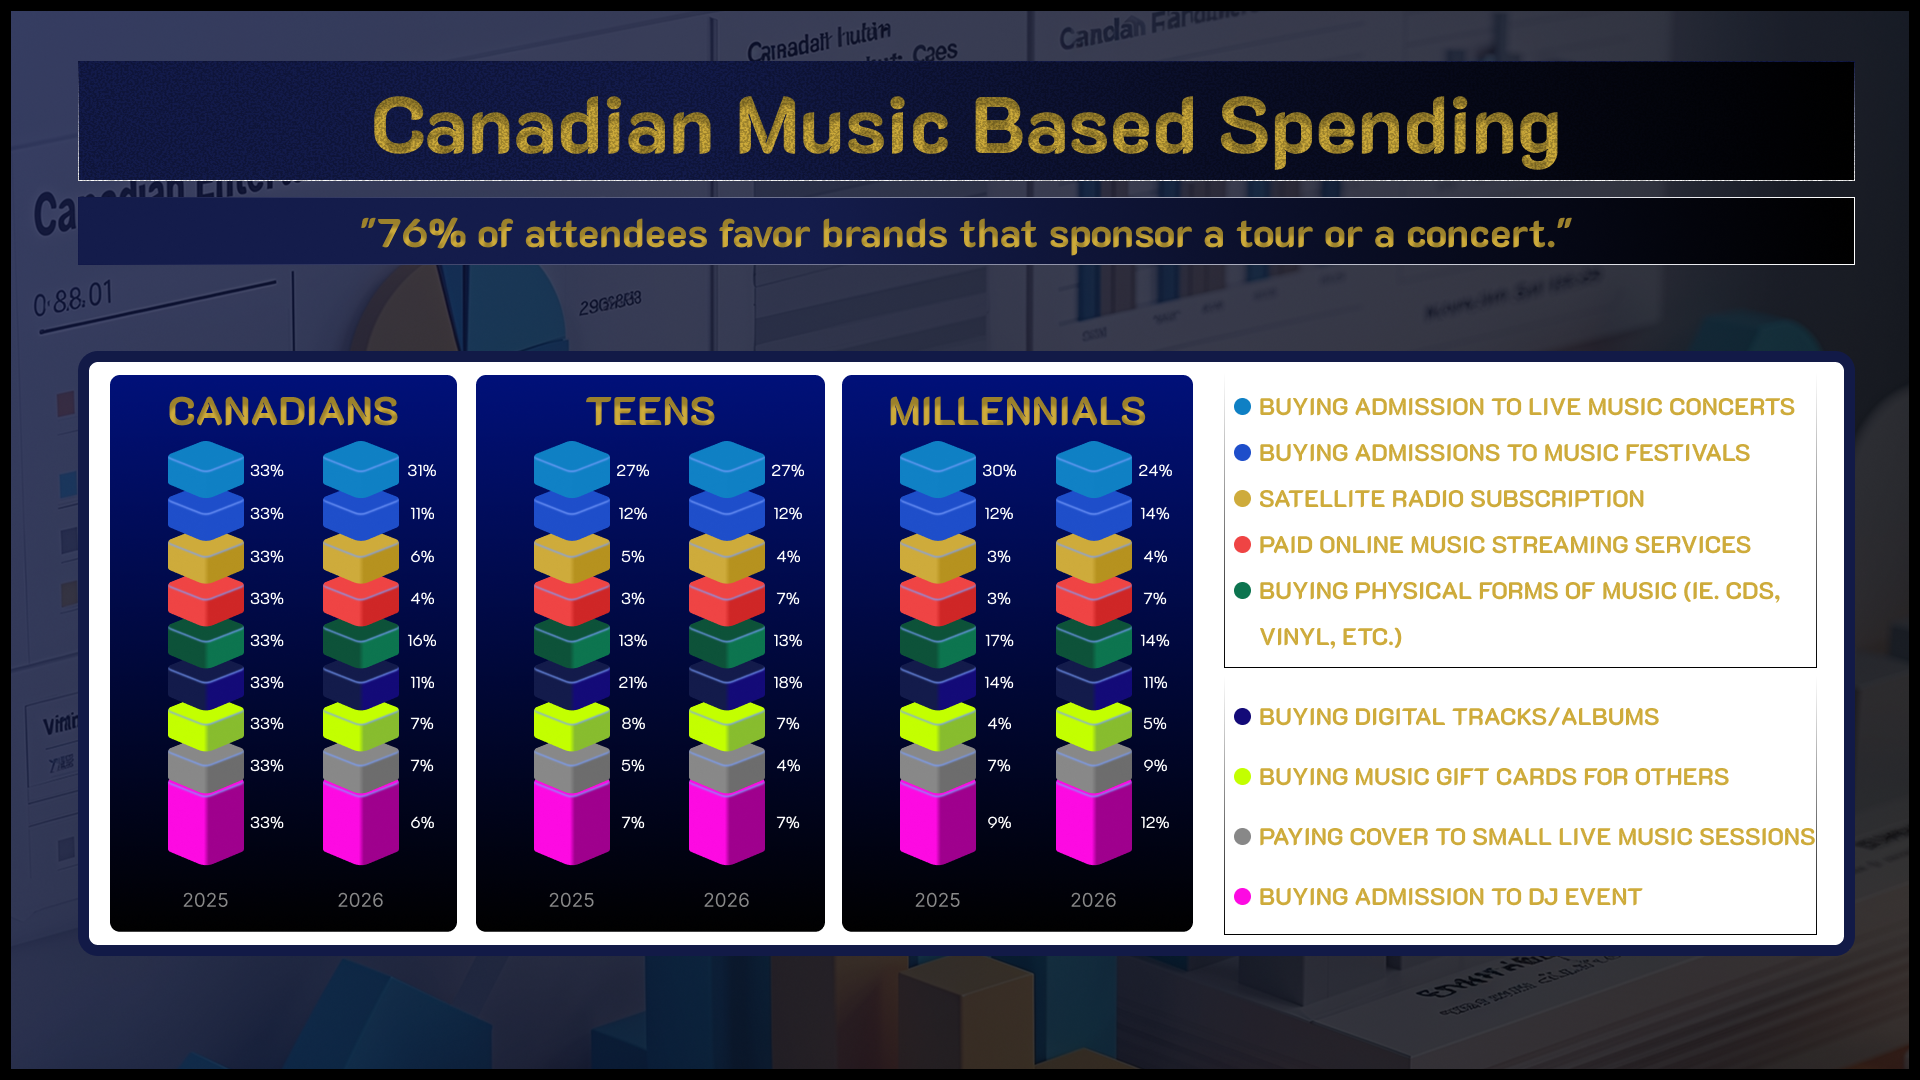 Canadian Music Based Spending
"76% of attendees favor brands that sponsor a tour or a concert."
CANADIANS
33% 31%
33% 11%
33% 6%
33% 4%
33% 16%
33% 11%
33% 7%
33% 7%
33% 6%
2025 2026
TEENS
27% 27%
12% 12%
5% 4%
3% 7%
13% 13%
21% 18%
8% 7%
5% 4%
7% 7%
2025 2026
MILLENNIALS
30% 24%
12% 14%
3% 4%
3% 7%
17% 14%
14% 11%
4% 5%
7% 9%
9% 12%
2025 2026
BUYING ADMISSION TO LIVE MUSIC CONCERTS
BUYING ADMISSIONS TO MUSIC FESTIVALS
SATELLITE RADIO SUBSCRIPTION
PAID ONLINE MUSIC STREAMING SERVICES
BUYING PHYSICAL FORMS OF MUSIC (IE. CDS,
VINYL, ETC.)
BUYING DIGITAL TRACKS/ALBUMS
BUYING MUSIC GIFT CARDS FOR OTHERS
PAYING COVER TO SMALL LIVE MUSIC SESSIONS
BUYING ADMISSION TO DJ EVENT